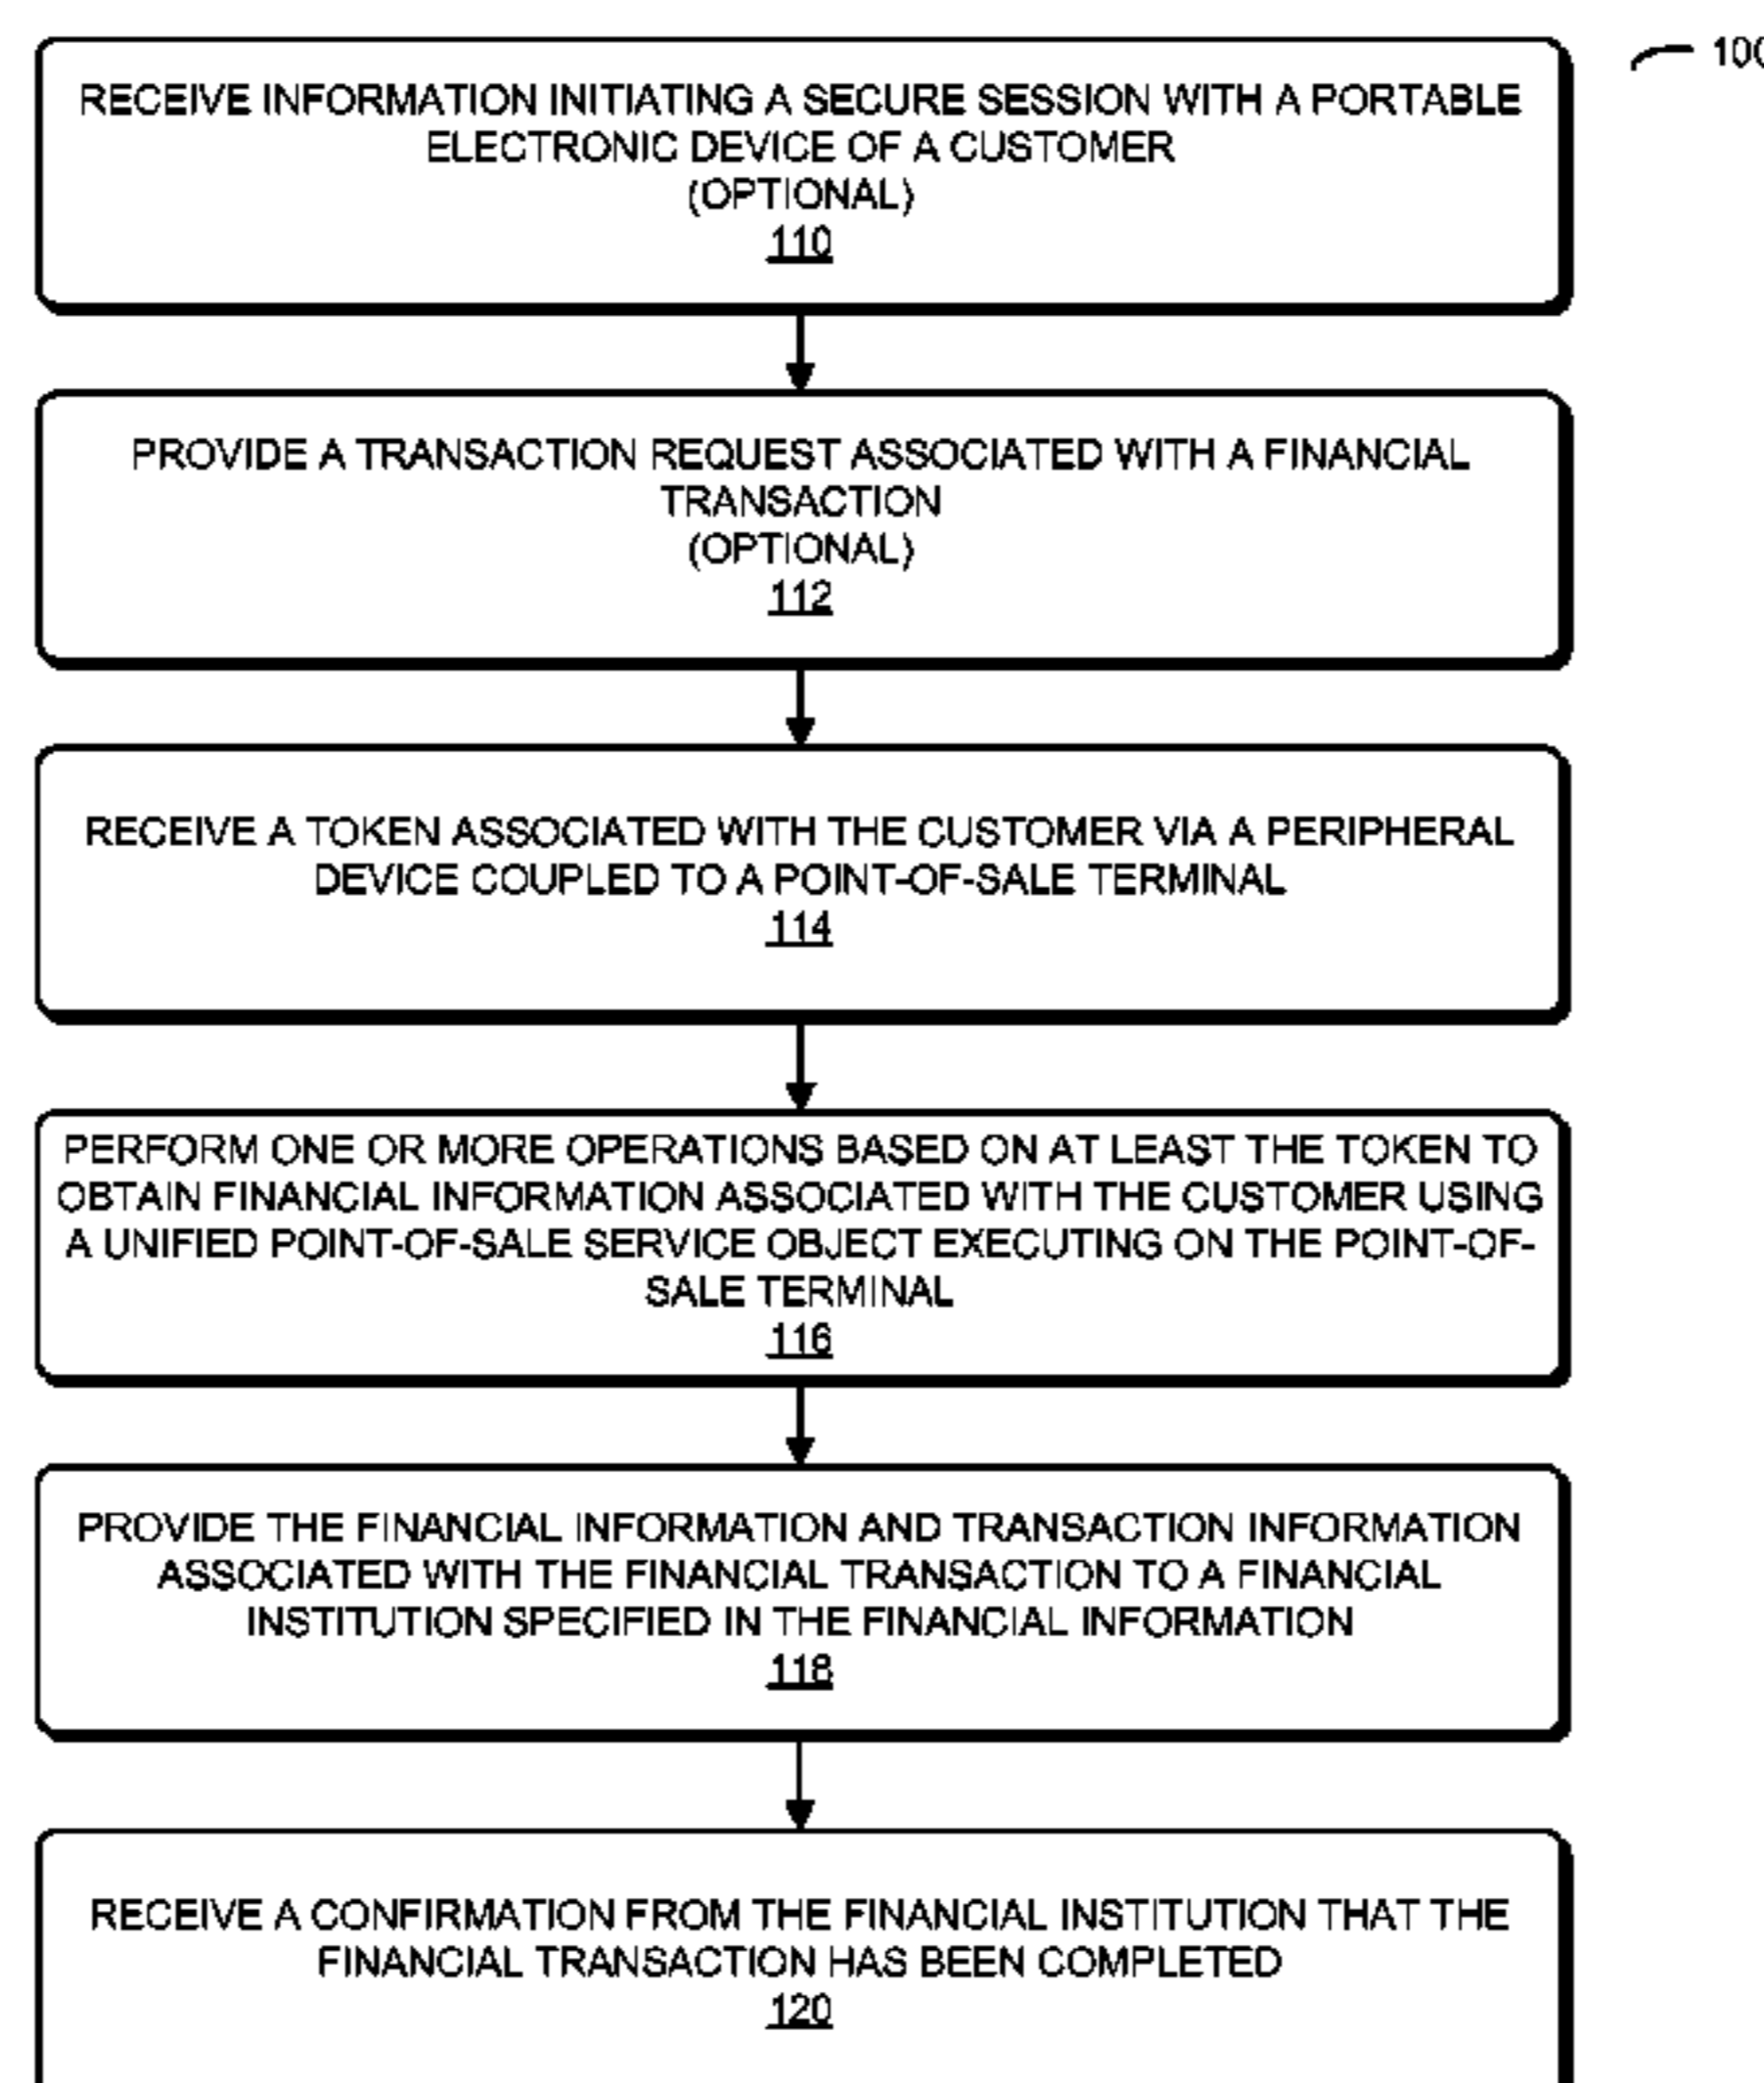 100
RECEIVE INFORMATION INITIATING A SECURE SESSION WITH A PORTABLE
ELECTRONIC DEVICE OF A CUSTOMER
(OPTIONAL)
110
PROVIDE A TRANSACTION REQUEST ASSOCIATED WITH A FINANCIAL
TRANSACTION
(OPTIONAL)
112
RECEIVE A TOKEN ASSOCIATED WITH THE CUSTOMER VIA A PERIPHERAL
DEVICE COUPLED TO A POINT-OF-SALE TERMINAL
114
PERFORM ONE OR MORE OPERATIONS BASED ON AT LEAST THE TOKEN TO
OBTAIN FINANCIAL INFORMATION ASSOCIATED WITH THE CUSTOMER USING
A UNIFIED POINT-OF-SALE SERVICE OBJECT EXECUTING ON THE POINT-OF-
SALE TERMINAL
116
PROVIDE THE FINANCIAL INFORMATION AND TRANSACTION INFORMATION
ASSOCIATED WITH THE FINANCIAL TRANSACTION TO A FINANCIAL
INSTITUTION SPECIFIED IN THE FINANCIAL INFORMATION
118
RECEIVE A CONFIRMATION FROM THE FINANCIAL INSTITUTION THAT THE
FINANCIAL TRANSACTION HAS BEEN COMPLETED
120